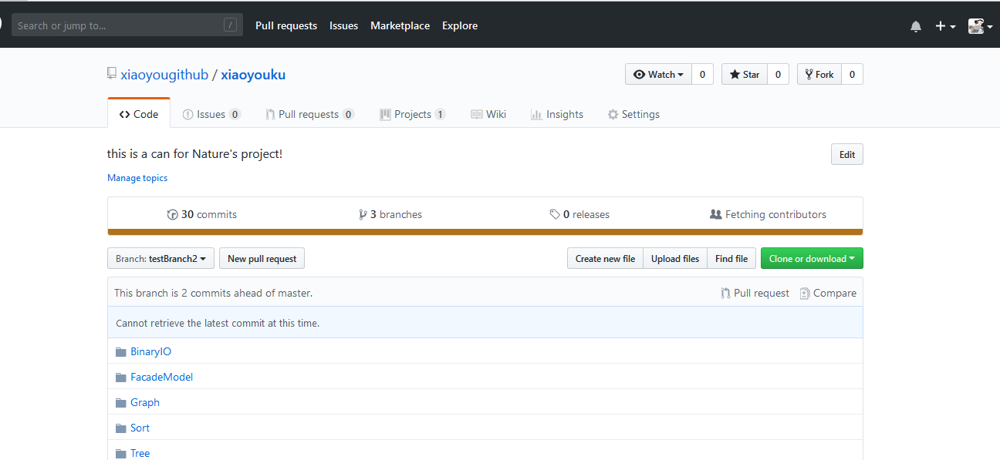 Search or jump to... / Pull requests Issues Marketplace Explore
xiaoyougithub / xiaoyouku Watch 0 Star 0 Fork 0
Code Issues 0 Pull requests 0 Projects 1 Wiki Insights Settings
this is a can for Nature's project! Edit
Manage topics
30 commits 3 branches 0 releases Fetching contributors
Branch: testBranch2 New pull request Create new file Upload files Find file Clone or download
This branch is 2 commits ahead of master. Pull request Compare
Cannot retrieve the latest commit at this time.
BinaryIO
FacadeModel
Graph
Sort
Tree